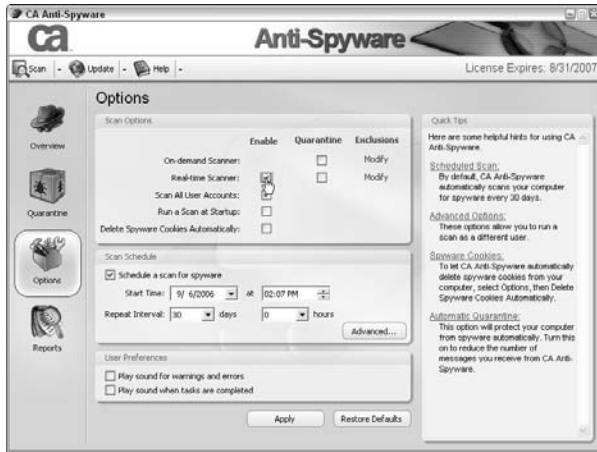 CA Anti-Spyware
ca
Anti-Spyware
Scan Update Help
License Expires: 8/31/2007
Overview
Quarantine
Options
Reports
Options
Scan Options
Enable Quarantine Exclusions
On-demand Scanner: Modify
Real-time Scanner: Modify
Scan All User Accounts:
Run a Scan at Startup:
Delete Spyware Cookies Automatically:
Scan Schedule
Schedule a scan for spyware
Start Time: 9/ 6/2006 at 02:07 PM
Repeat Interval: 30 days 0 hours
Advanced...
User Preferences
Play sound for warnings and errors
Play sound when tasks are completed
Apply Restore Defaults
Quick Tips
Here are some helpful hints for using CA
Anti-Spyware.
Scheduled Scan:
By default, CA Anti-Spyware
automatically scans your computer
for spyware every 30 days.
Advanced Options:
These options allow you to run a
scan as a different user.
Spyware Cookies:
To let CA Anti-Spyware automatically
delete spyware cookies from your
computer, select Options, then Delete
Spyware Cookies Automatically.
Automatic Quarantine:
This option will protect your computer
from spyware automatically. Turn this
on to reduce the number of
messages you receive from CA Anti-
Spyware.